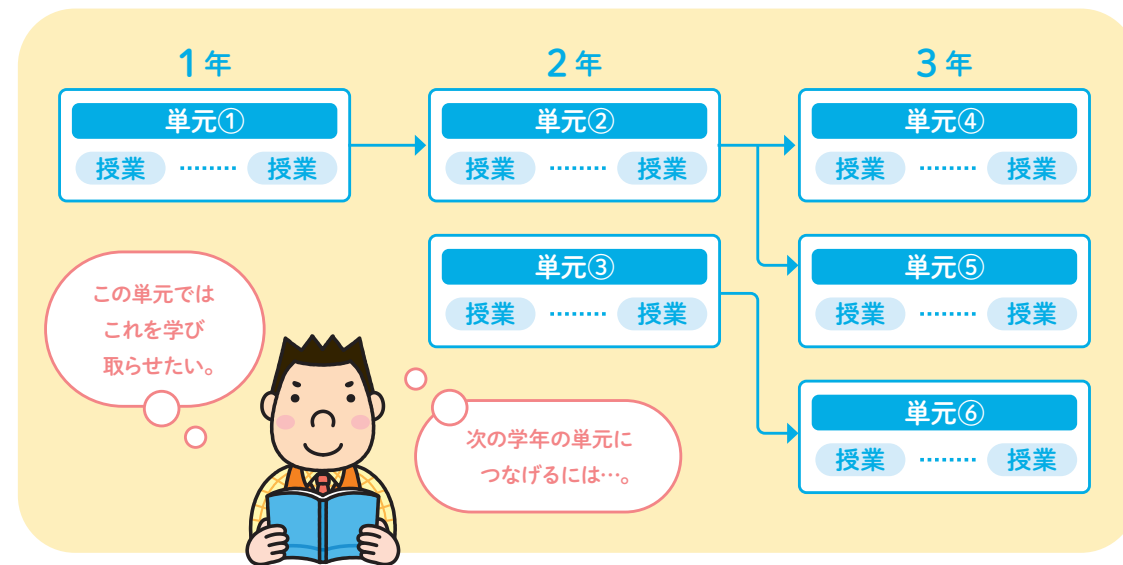 1年
単元①
授業 ……… 授業
2年
単元②
授業 ……… 授業
単元③
授業 ……… 授業
3年
単元④
授業 ……… 授業
単元⑤
授業 ……… 授業
単元⑥
授業 ……… 授業
この単元では
これを学び
取らせたい。
次の学年の単元に
つなげるには…。